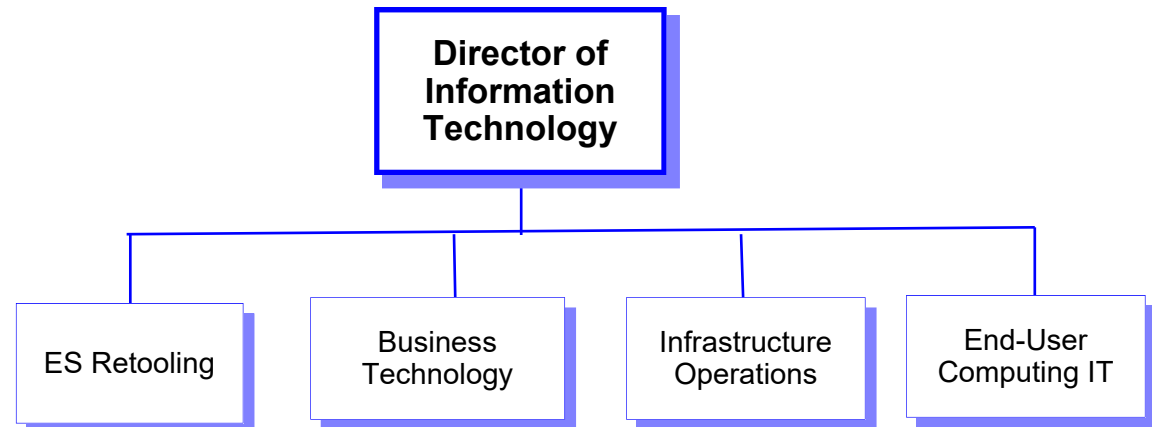 Director of
Information
Technology
ES Retooling
Business
Technology
Infrastructure
Operations
End-User
Computing IT